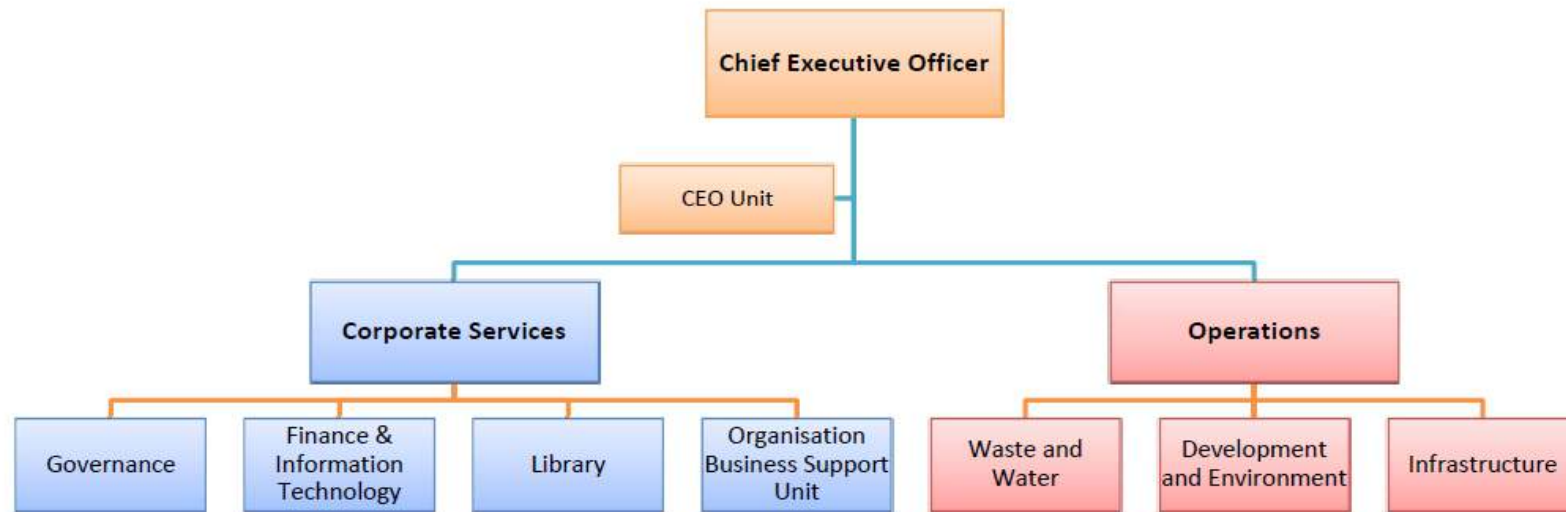 Chief Executive Officer
CEO Unit
Corporate Services
Operations
Governance
Finance &
Information
Technology
Library
Organisation
Business Support
Unit
Waste and
Water
Development
and Environment
Infrastructure